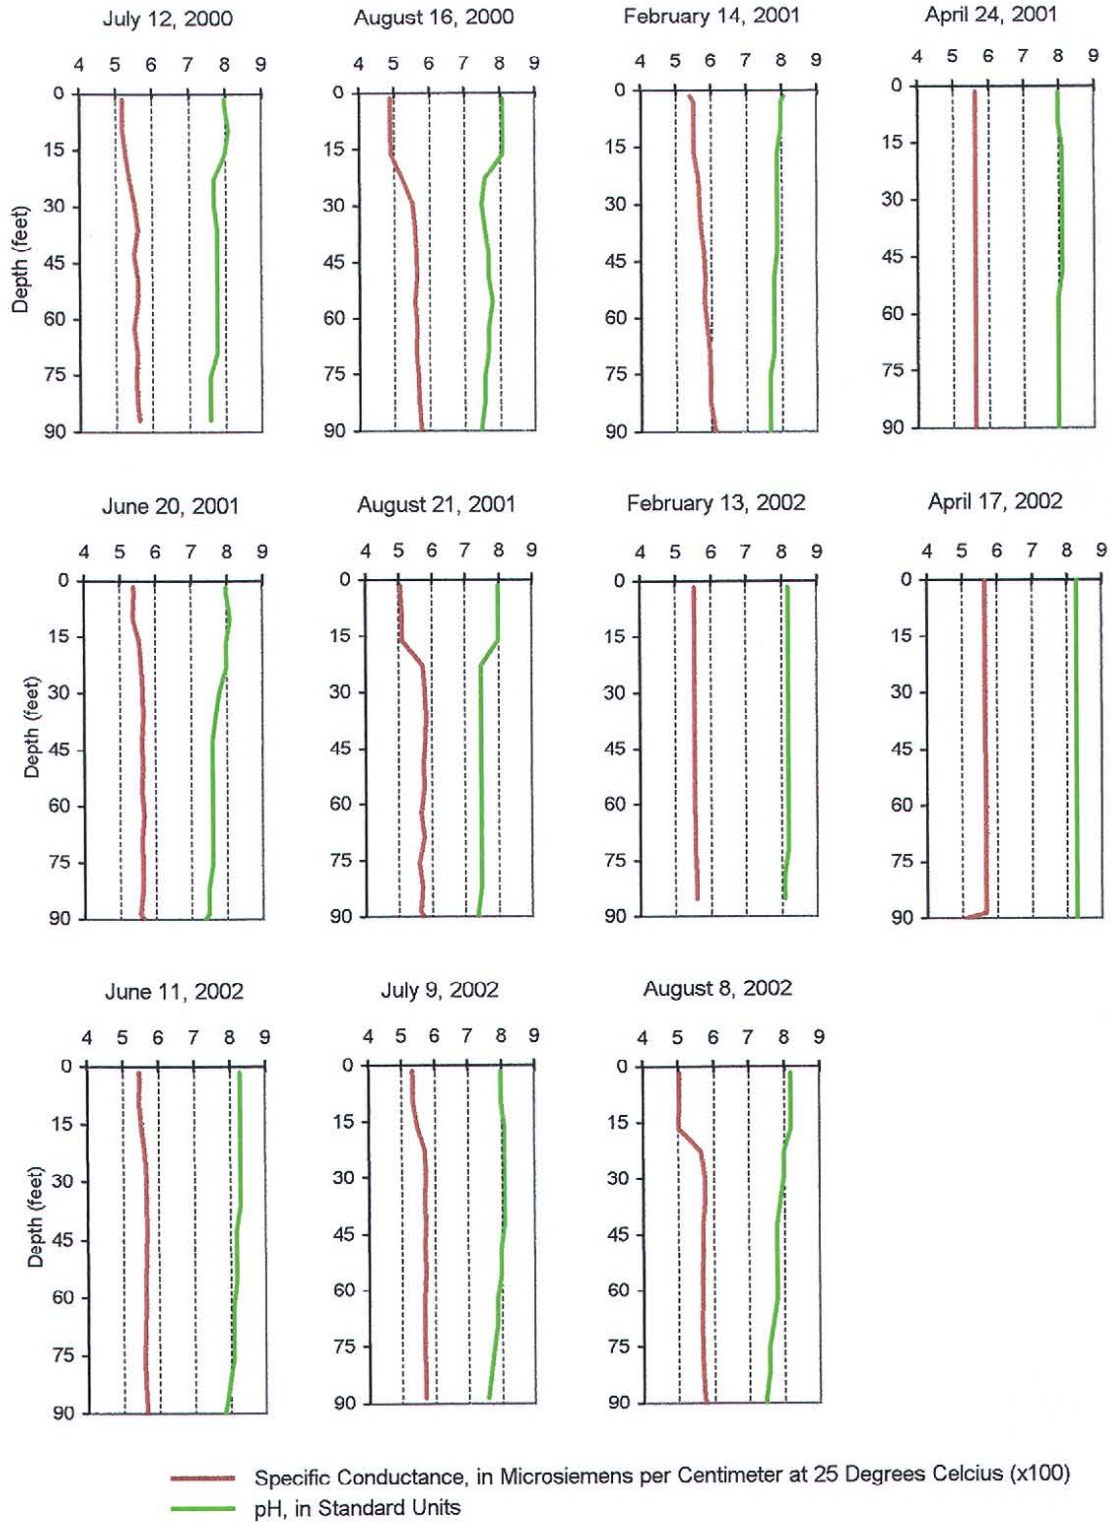 July 12, 2000
August 16, 2000
February 14, 2001
April 24, 2001
4 5 6 7 8 9
4 5 6 7 8 9
4 5 6 7 8 9
4 5 6 7 8 9
Depth (feet)
0
15
30
45
60
75
90
0
15
30
45
60
75
90
0
15
30
45
60
75
90
0
15
30
45
60
75
90
June 20, 2001
August 21, 2001
February 13, 2002
April 17, 2002
4 5 6 7 8 9
4 5 6 7 8 9
4 5 6 7 8 9
4 5 6 7 8 9
Depth (feet)
0
15
30
45
60
75
90
0
15
30
45
60
75
90
0
15
30
45
60
75
90
0
15
30
45
60
75
90
June 11, 2002
July 9, 2002
August 8, 2002
4 5 6 7 8 9
4 5 6 7 8 9
4 5 6 7 8 9
Depth (feet)
0
15
30
45
60
75
90
0
15
30
45
60
75
90
0
15
30
45
60
75
90
Specific Conductance, in Microsiemens per Centimeter at 25 Degrees Celcius (x100)
pH, in Standard Units